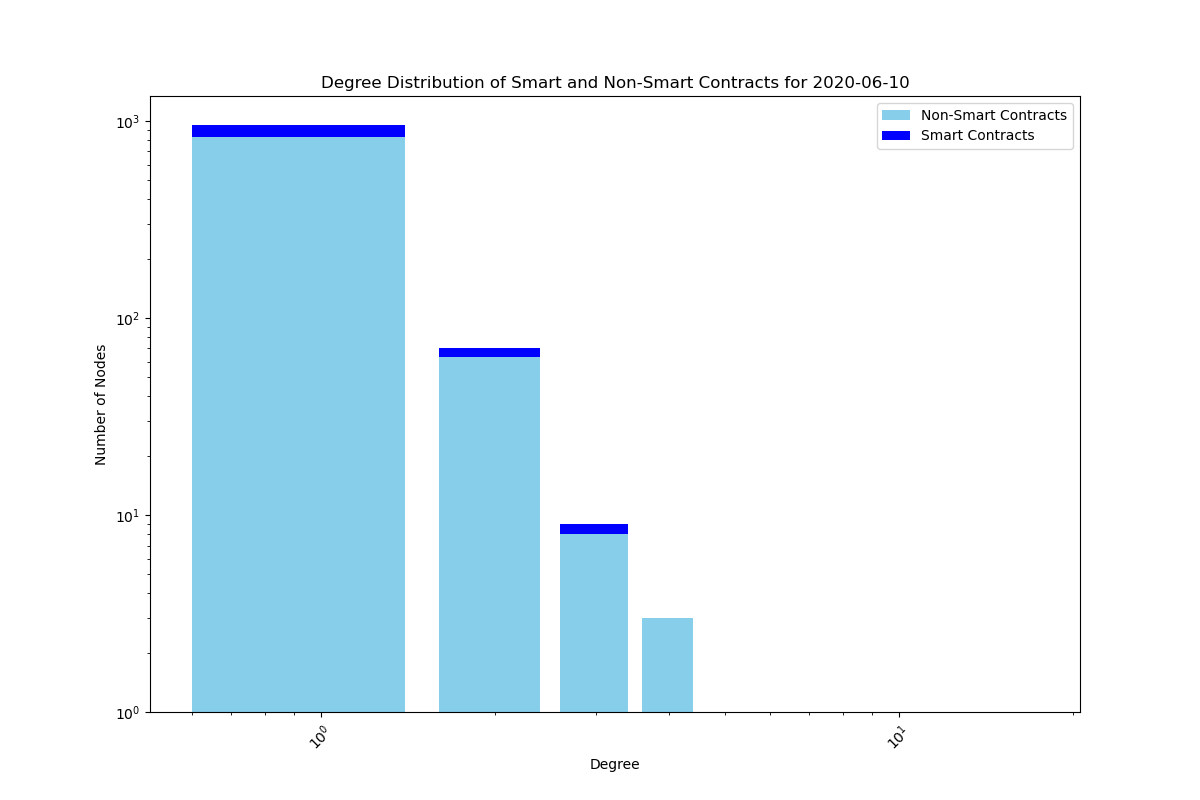 Degree Distribution of Smart and Non-Smart Contracts for 2020-06-10
Non-Smart Contracts
Smart Contracts
Number of Nodes
10³
10²
10¹
10⁰
10⁰
10¹
Degree